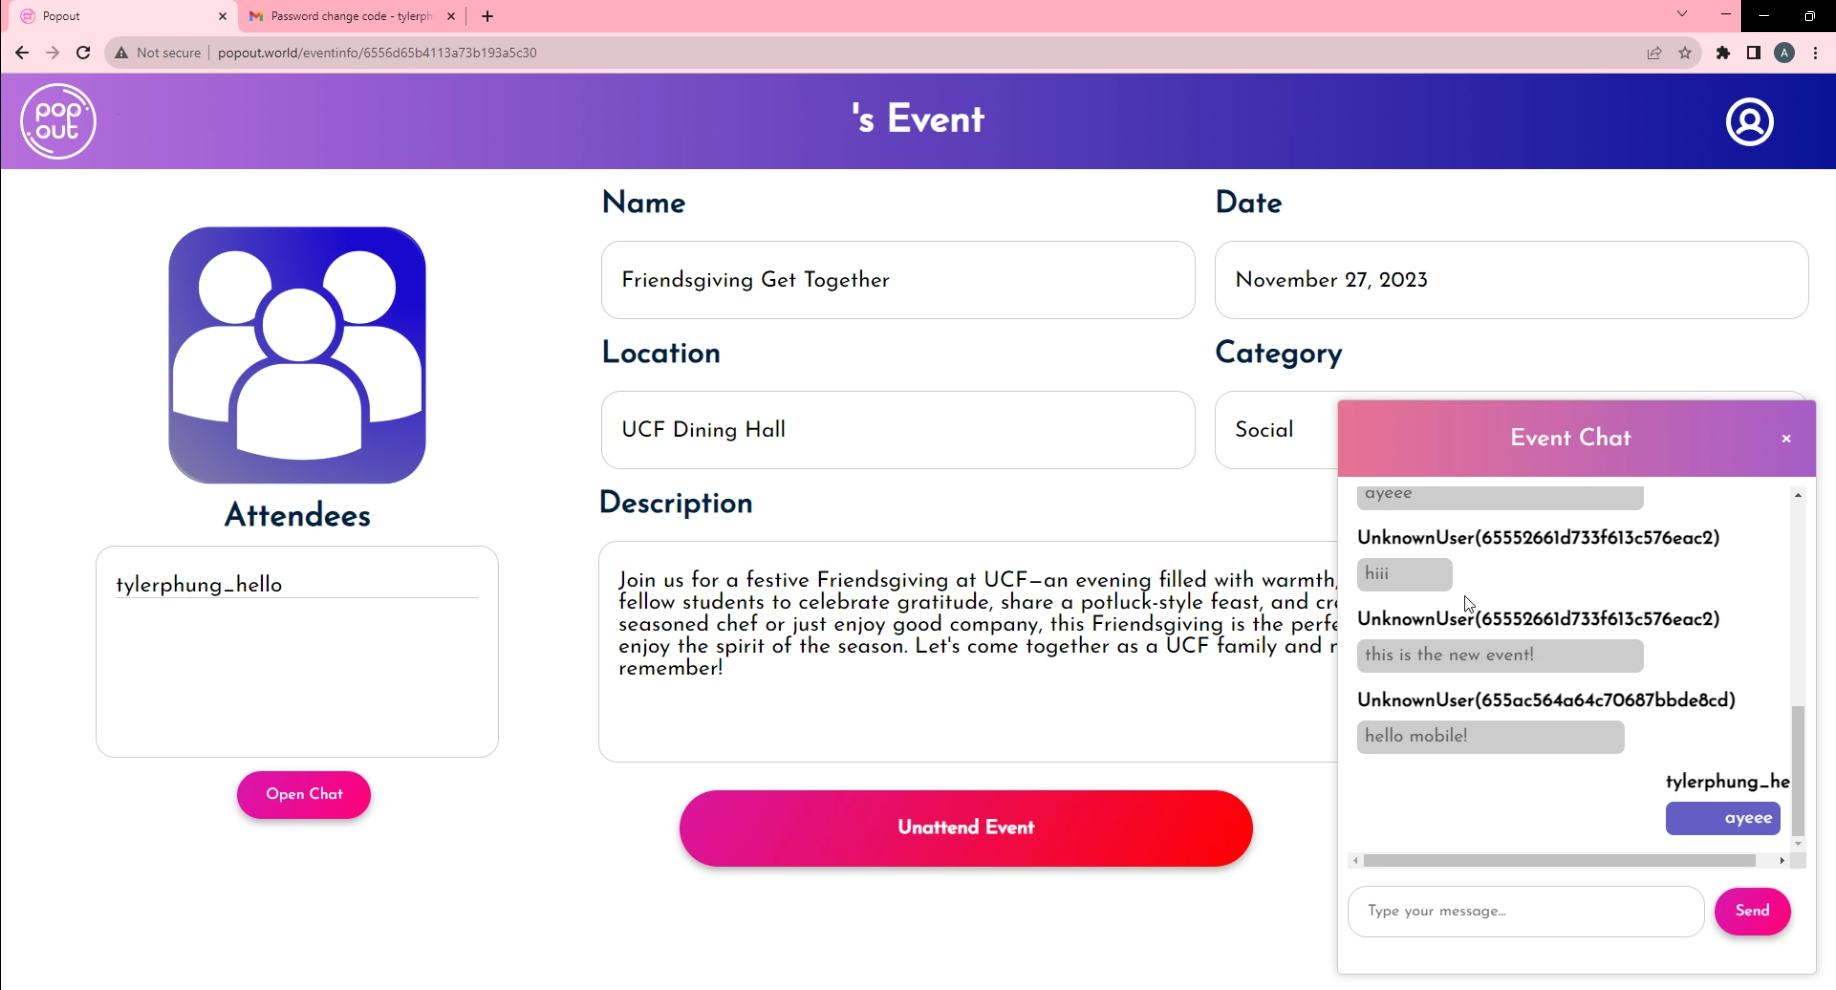 Popout
Password change code - tylerph
Not secure
popout.world/eventinfo/6556d65b4113a73b193a5c30
A
pop
out
's Event
Name
Date
Friendsgiving Get Together
November 27, 2023
Location
Category
UCF Dining Hall
Social
Attendees
tylerphung_hello
Open Chat
Description
Join us for a festive Friendsgiving at UCF—an evening filled with warmth,
fellow students to celebrate gratitude, share a potluck-style feast, and cre
seasoned chef or just enjoy good company, this Friendsgiving is the perfe
enjoy the spirit of the season. Let's come together as a UCF family and r
remember!
Unattend Event
Event Chat
×
ayeee
UnknownUser(65552661d733f613c576eac2)
hiii
UnknownUser(65552661d733f613c576eac2)
this is the new event!
UnknownUser(655ac564a64c70687bbde8cd)
hello mobile!
tylerphung_he
ayeee
Type your message...
Send